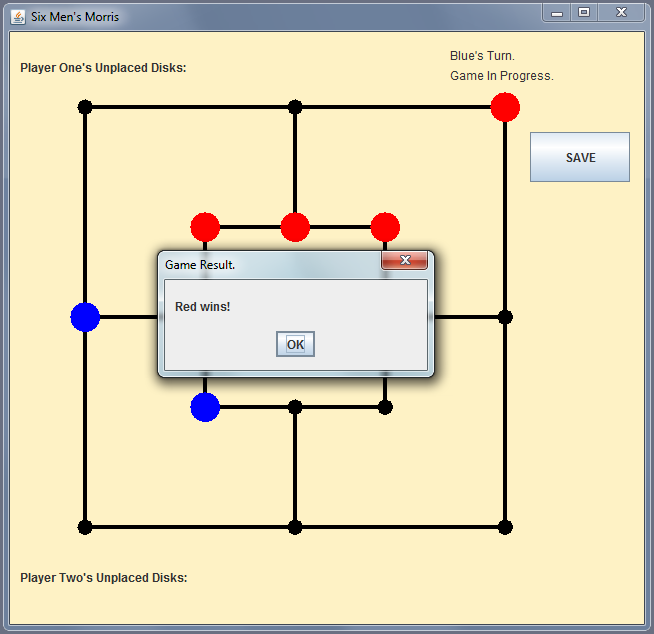 Six Men's Morris
Blue's Turn.
Player One's Unplaced Disks:
Game In Progress.
SAVE
Game Result.
Red wins!
OK
Player Two's Unplaced Disks: